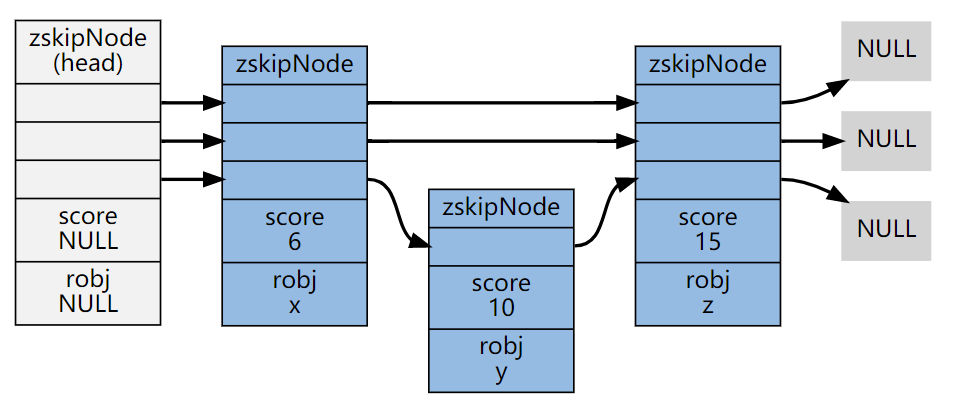 zskipNode
(head)
score
NULL
robj
NULL
zskipNode
score
6
robj
x
zskipNode
score
10
robj
y
zskipNode
score
15
robj
z
NULL
NULL
NULL